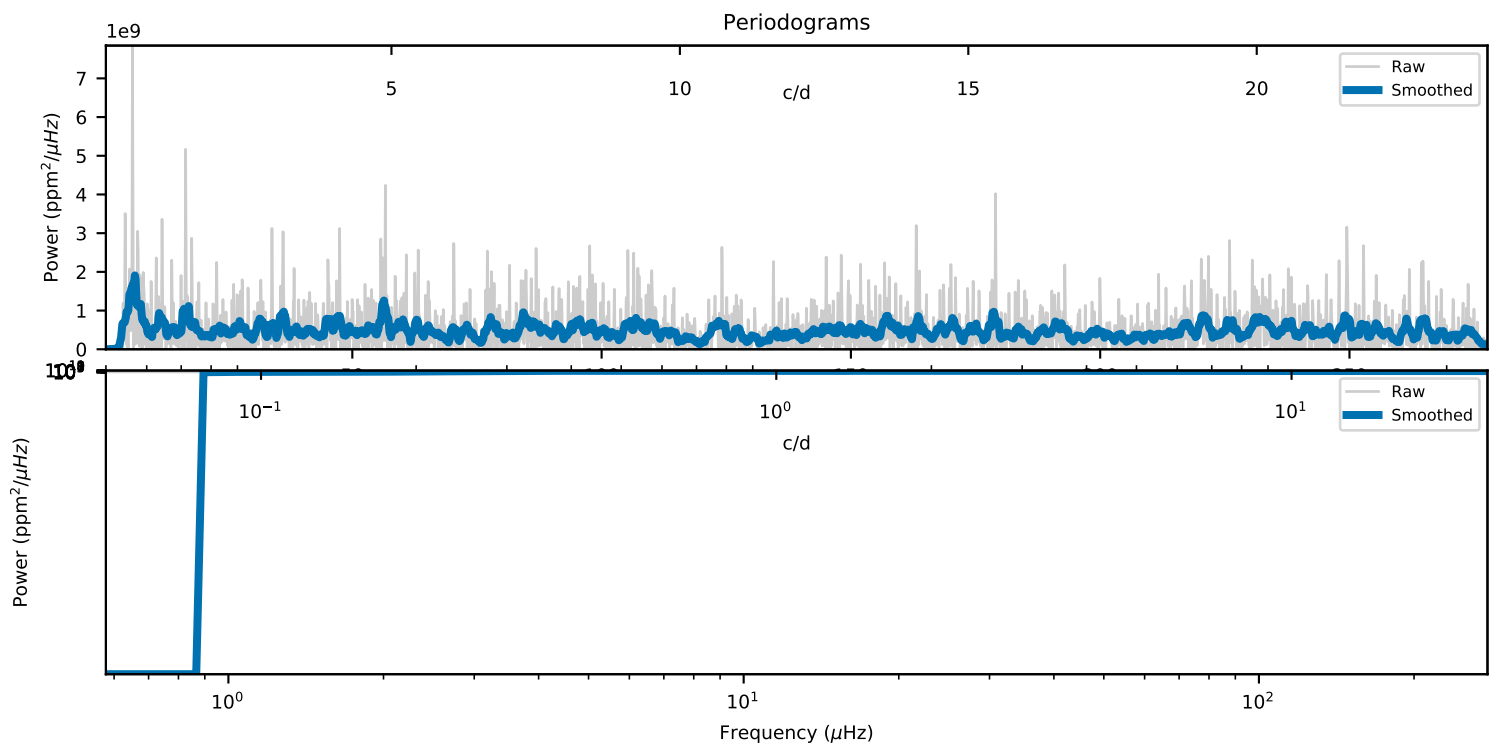 Periodograms
1e9
7
6
5
4
3
2
1
0
Power (ppm²/μHz)
5 10 15 20
c/d
Raw
Smoothed
10⁻¹ 10⁰ 10¹
c/d
Raw
Smoothed
Power (ppm²/μHz)
10⁰ 10¹ 10²
Frequency (μHz)